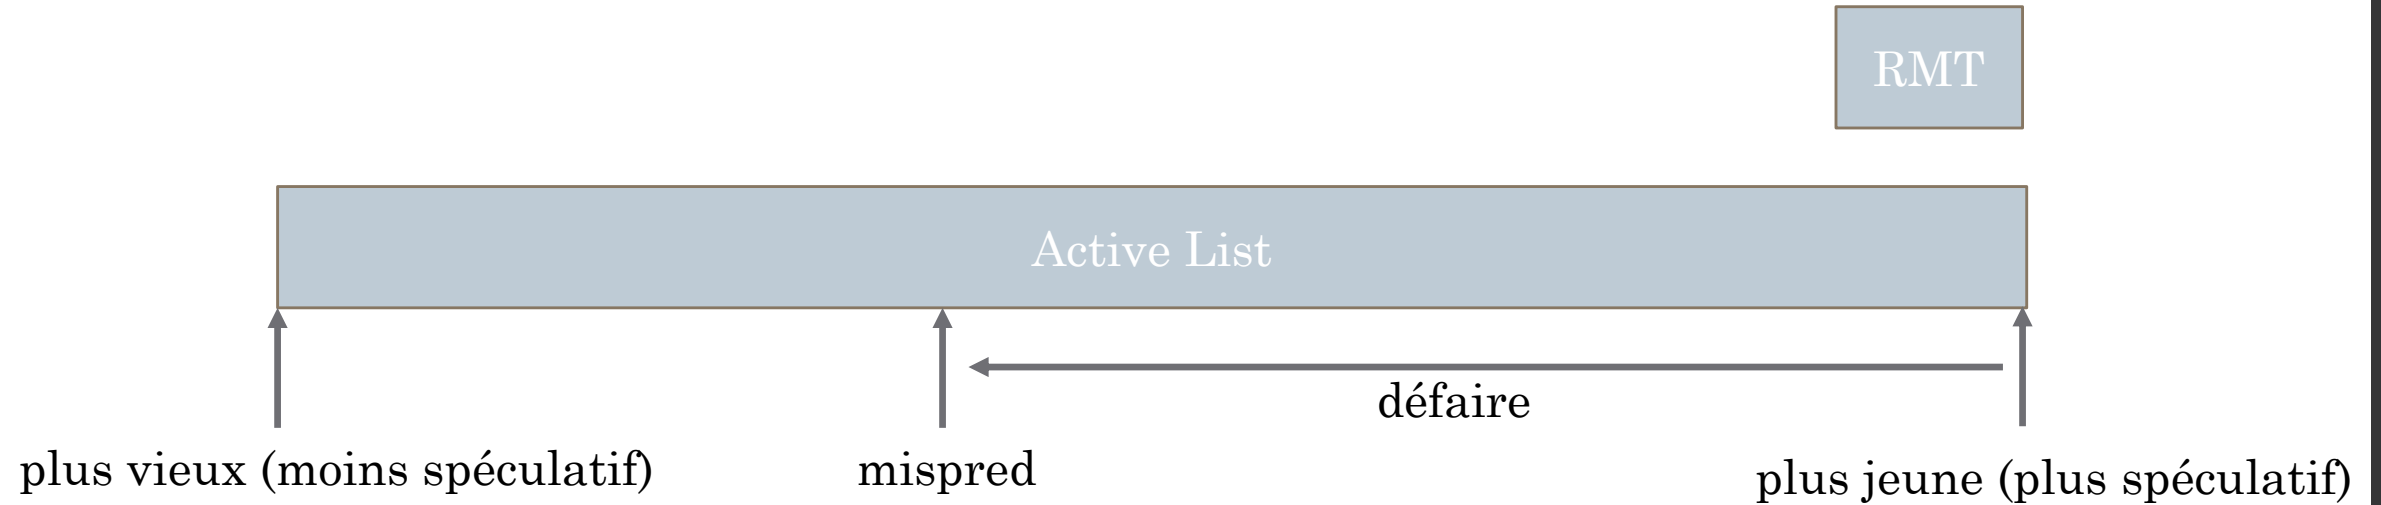 RMT
Active List
défaire
plus vieux (moins spéculatif)
mispred
plus jeune (plus spéculatif)